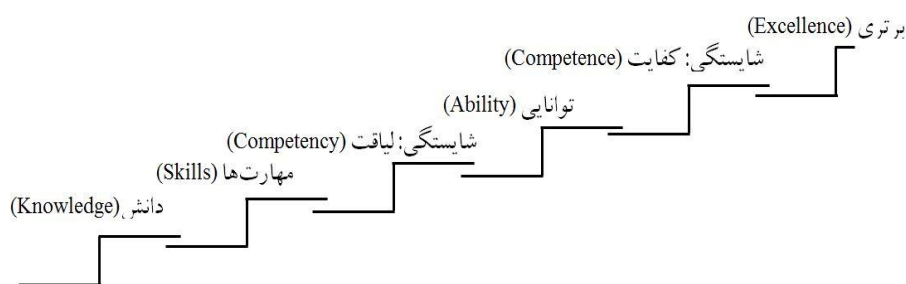 برتری (Excellence)
شایستگی: کفایت (Competence)
توانایی (Ability)
شایستگی: لیاقت (Competency)
مهارت‌ها (Skills)
دانش (Knowledge)